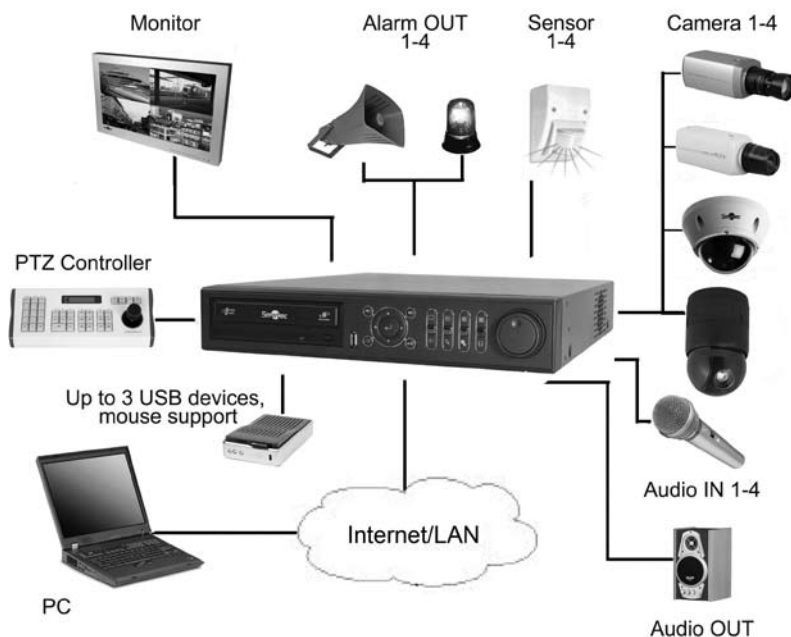 Monitor
Alarm OUT
1-4
Sensor
1-4
Camera 1-4
PTZ Controller
Up to 3 USB devices,
mouse support
Audio IN 1-4
Internet/LAN
PC
Audio OUT